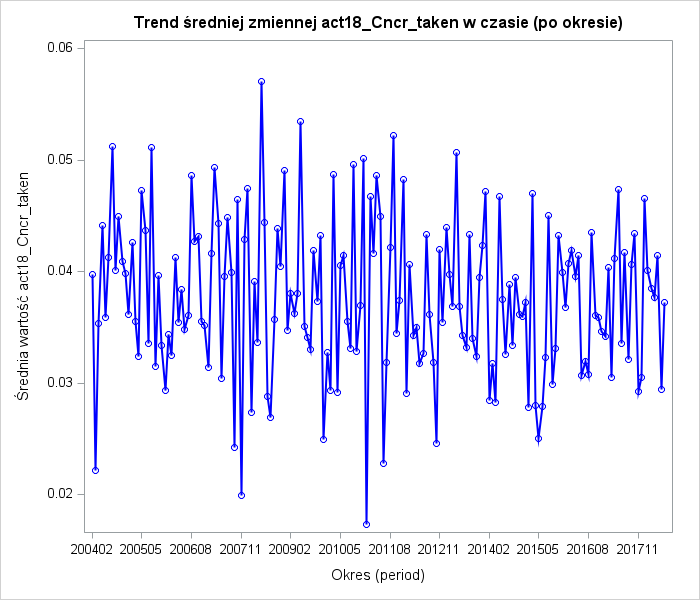 Trend średniej zmiennej act18_Cncr_taken w czasie (po okresie)
0.06
0.05
0.04
0.03
0.02
Średnia wartość act18_Cncr_taken
200402 200505 200608 200711 200902 201005 201108 201211 201402 201505 201608 201711
Okres (period)